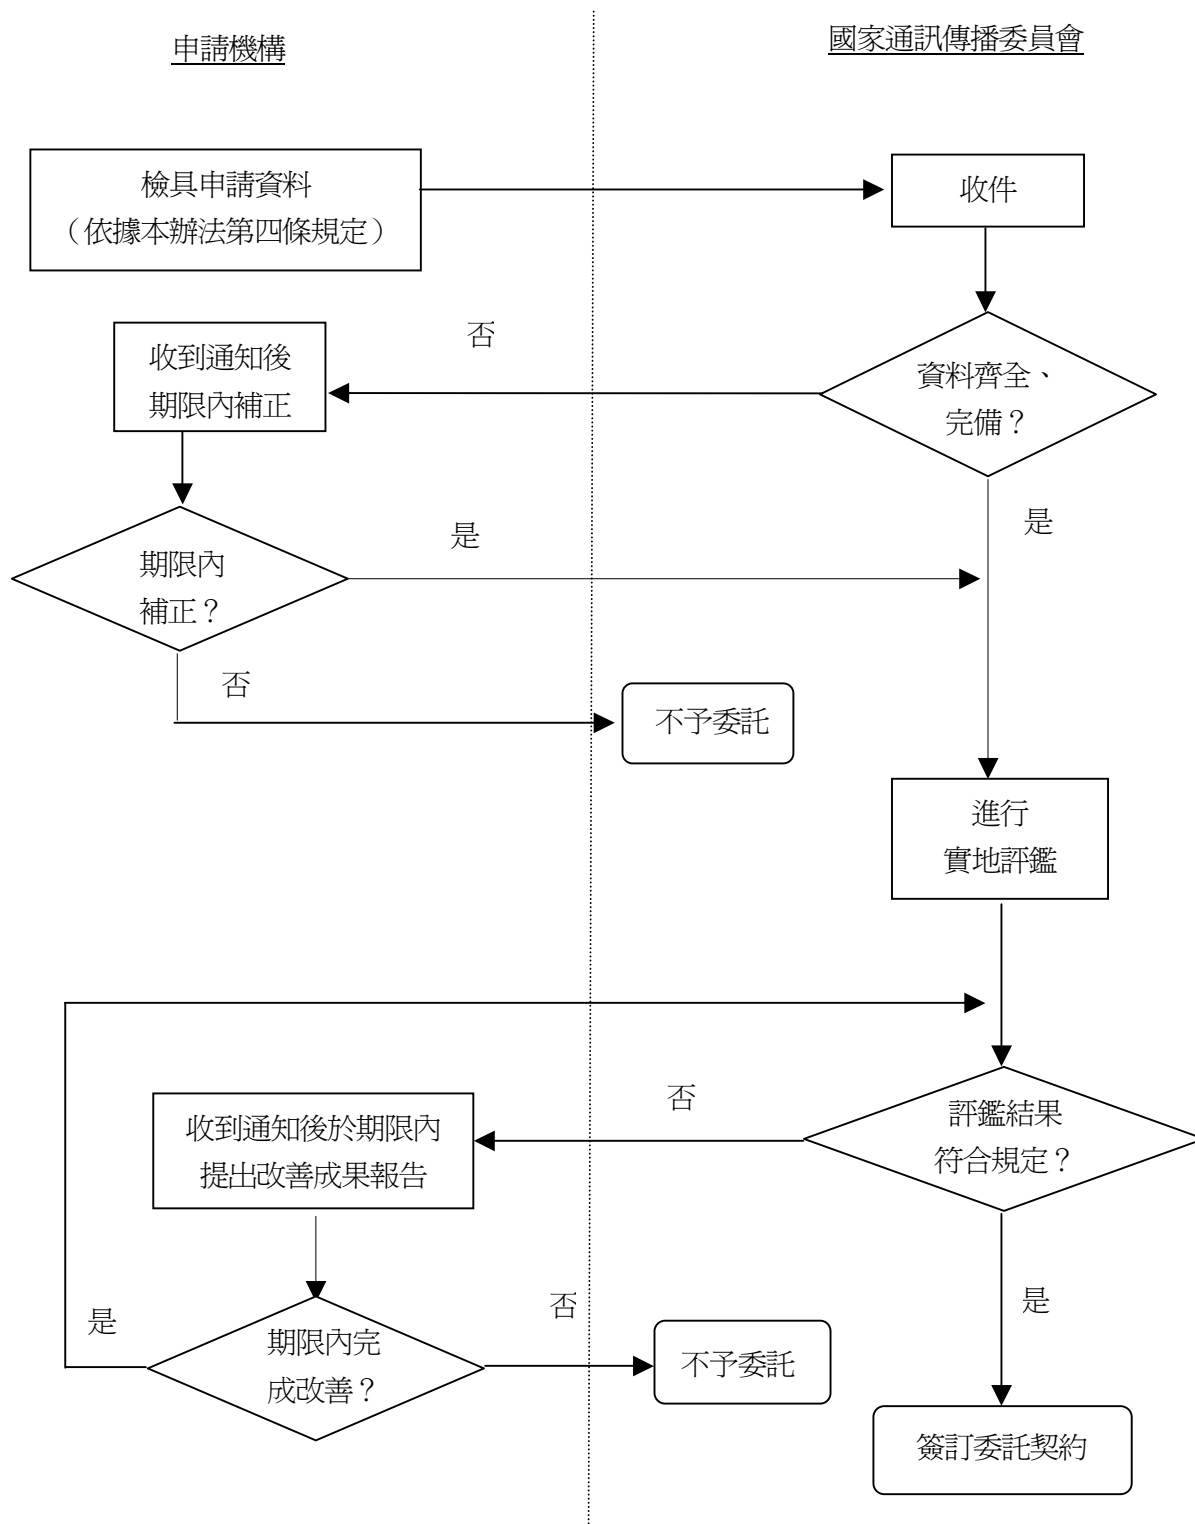 申請機構
國家通訊傳播委員會
檢具申請資料
（依據本辦法第四條規定）
收件
否
收到通知後
期限內補正
資料齊全、
完備？
是
是
期限內
補正？
否
不予委託
進行
實地評鑑
否
收到通知後於期限內
提出改善成果報告
評鑑結果
符合規定？
是
否
是
期限內完
成改善？
不予委託
簽訂委託契約